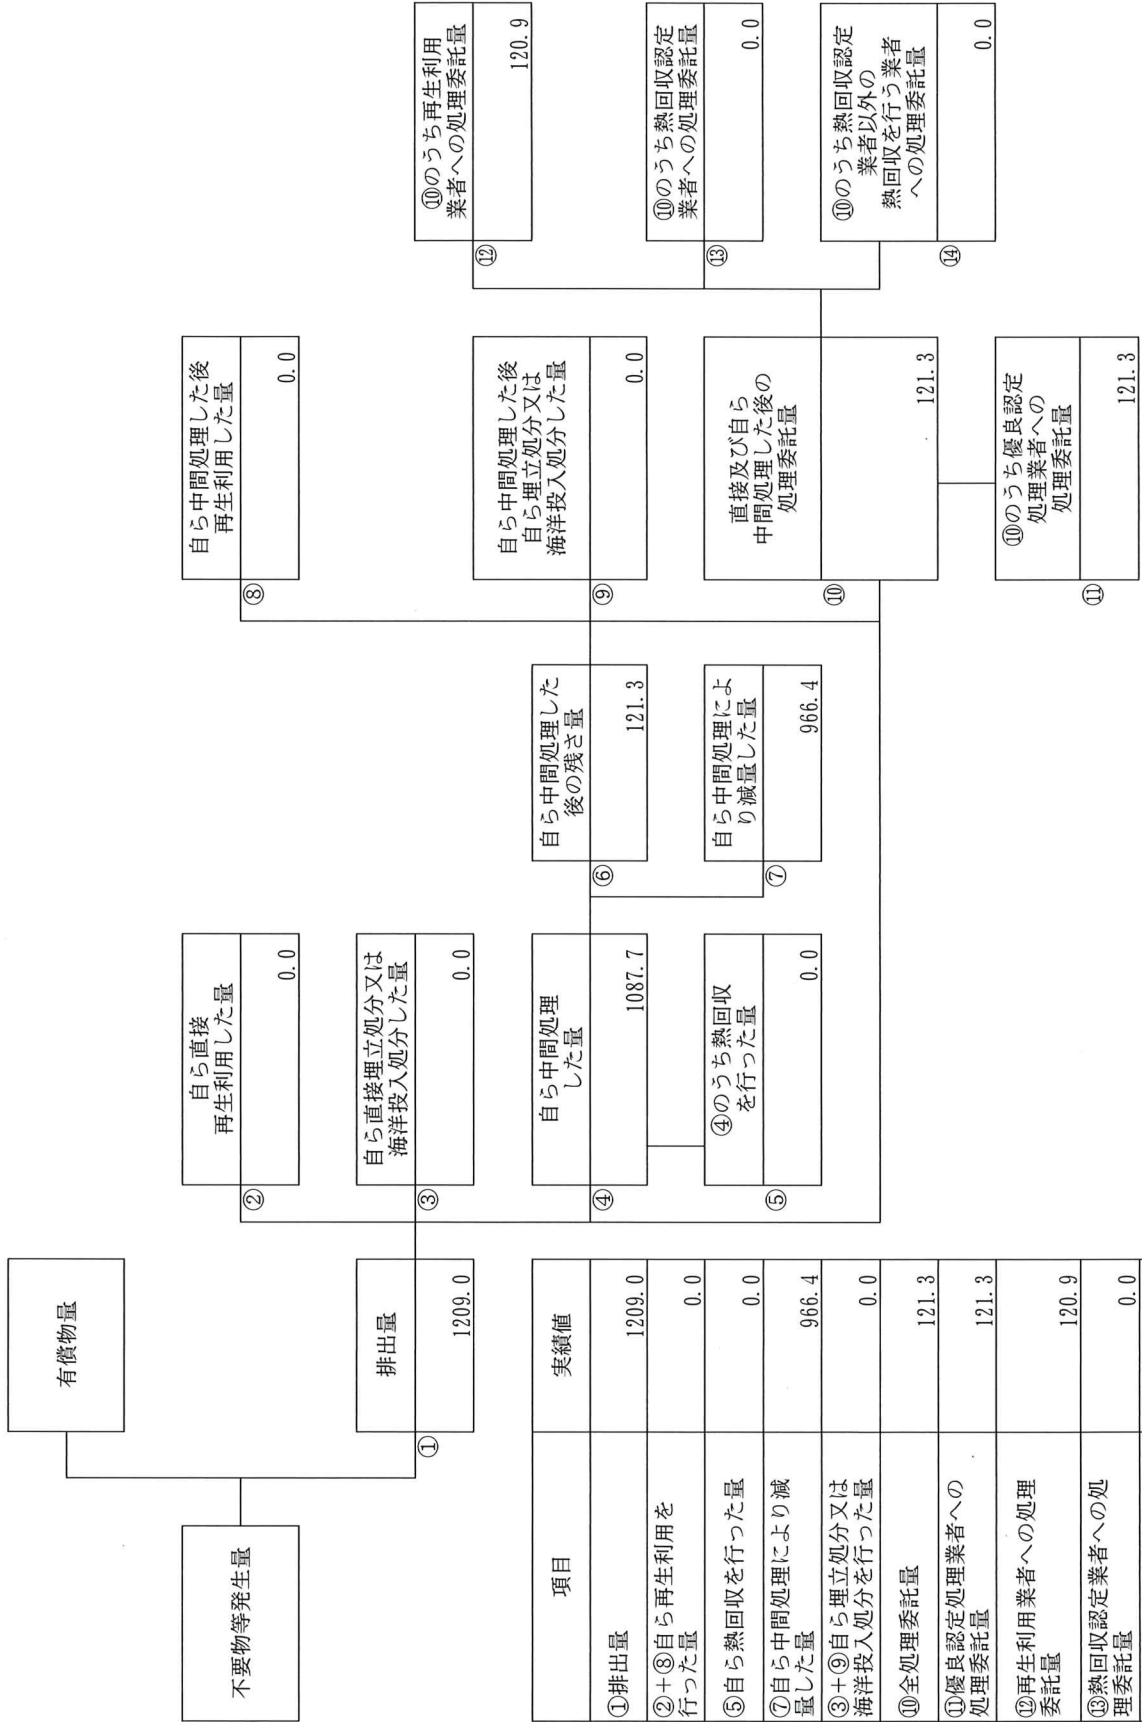 不要物等発生量
有償物量
①
排出量
1209.0
②
自ら直接
再生利用した量
0.0
③
自ら直接埋立処分又は
海洋投入処分した量
0.0
④
自ら中間処理
した量
1087.7
⑤
④のうち熱回収
を行った量
0.0
⑥
自ら中間処理した
後の残さ量
121.3
⑦
自ら中間処理によ
り減量した量
966.4
⑧
自ら中間処理した後
再生利用した量
0.0
⑨
自ら中間処理した後
自ら埋立処分又は
海洋投入処分した量
0.0
⑩
直接及び自ら
中間処理した後の
処理委託量
121.3
⑪
⑩のうち優良認定
処理業者への
処理委託量
121.3
⑫
⑩のうち再生利用
業者への処理委託量
120.9
⑬
⑩のうち熱回収認定
業者への処理委託量
0.0
⑭
⑩のうち熱回収認定
業者以外の
熱回収を行う業者
への処理委託量
0.0
項目
実績値
①排出量
1209.0
②+⑧自ら再生利用を
行った量
0.0
⑤自ら熱回収を行った量
0.0
⑦自ら中間処理により減
量した量
966.4
③+⑨自ら埋立処分又は
海洋投入処分を行った量
0.0
⑩全処理委託量
121.3
⑪優良認定処理業者への
処理委託量
121.3
⑫再生利用業者への処理
委託量
120.9
⑬熱回収認定業者への処
理委託量
0.0